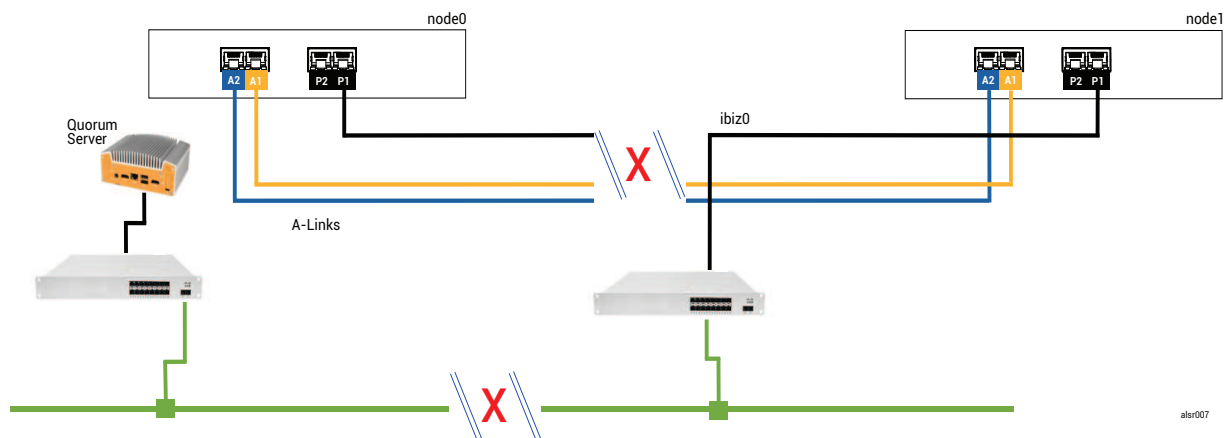 node0
node1
A2 A1 P2 P1
A2 A1 P2 P1
Quorum
Server
ibiz0
X
A-Links
X
alsr007